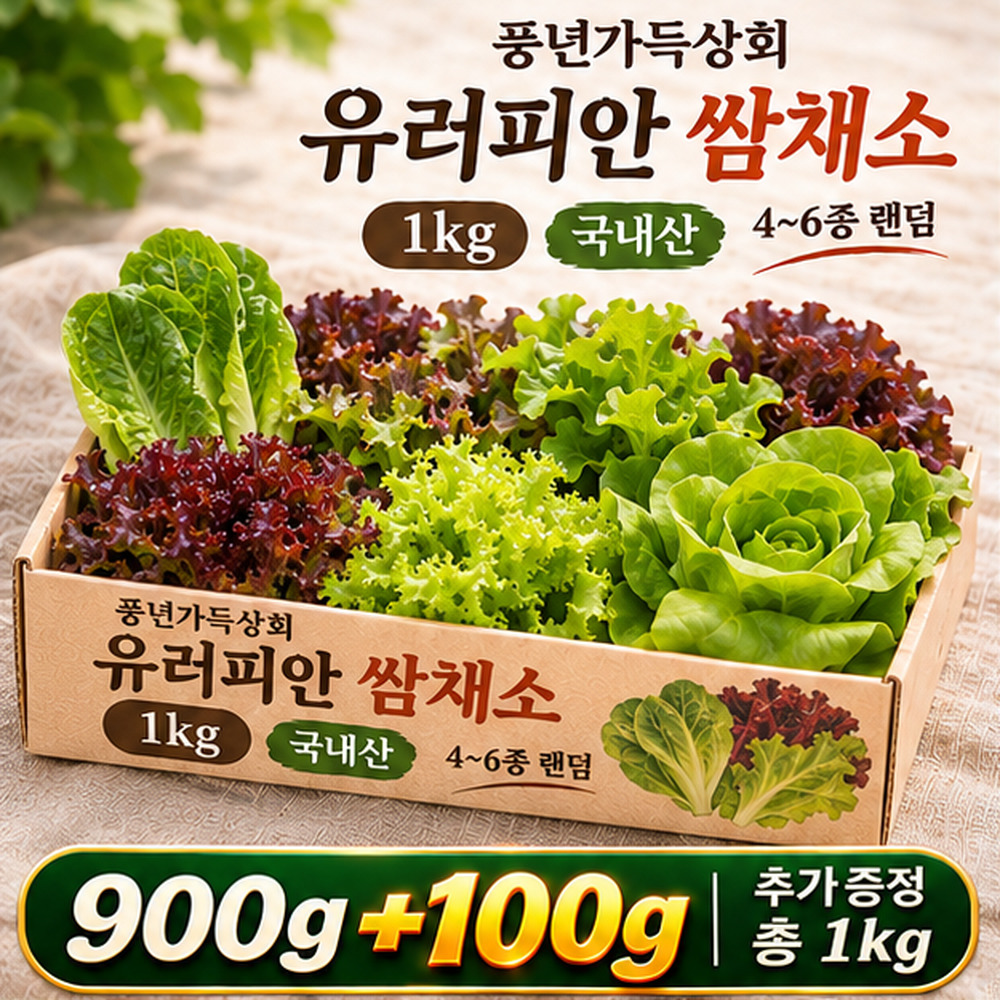 풍년가득상회
유러피안 쌈채소
1kg 국내산 4~6종 랜덤
풍년가득상회
유러피안 쌈채소
1kg 국내산 4~6종 랜덤
900g+100g 추가 증정
총 1kg